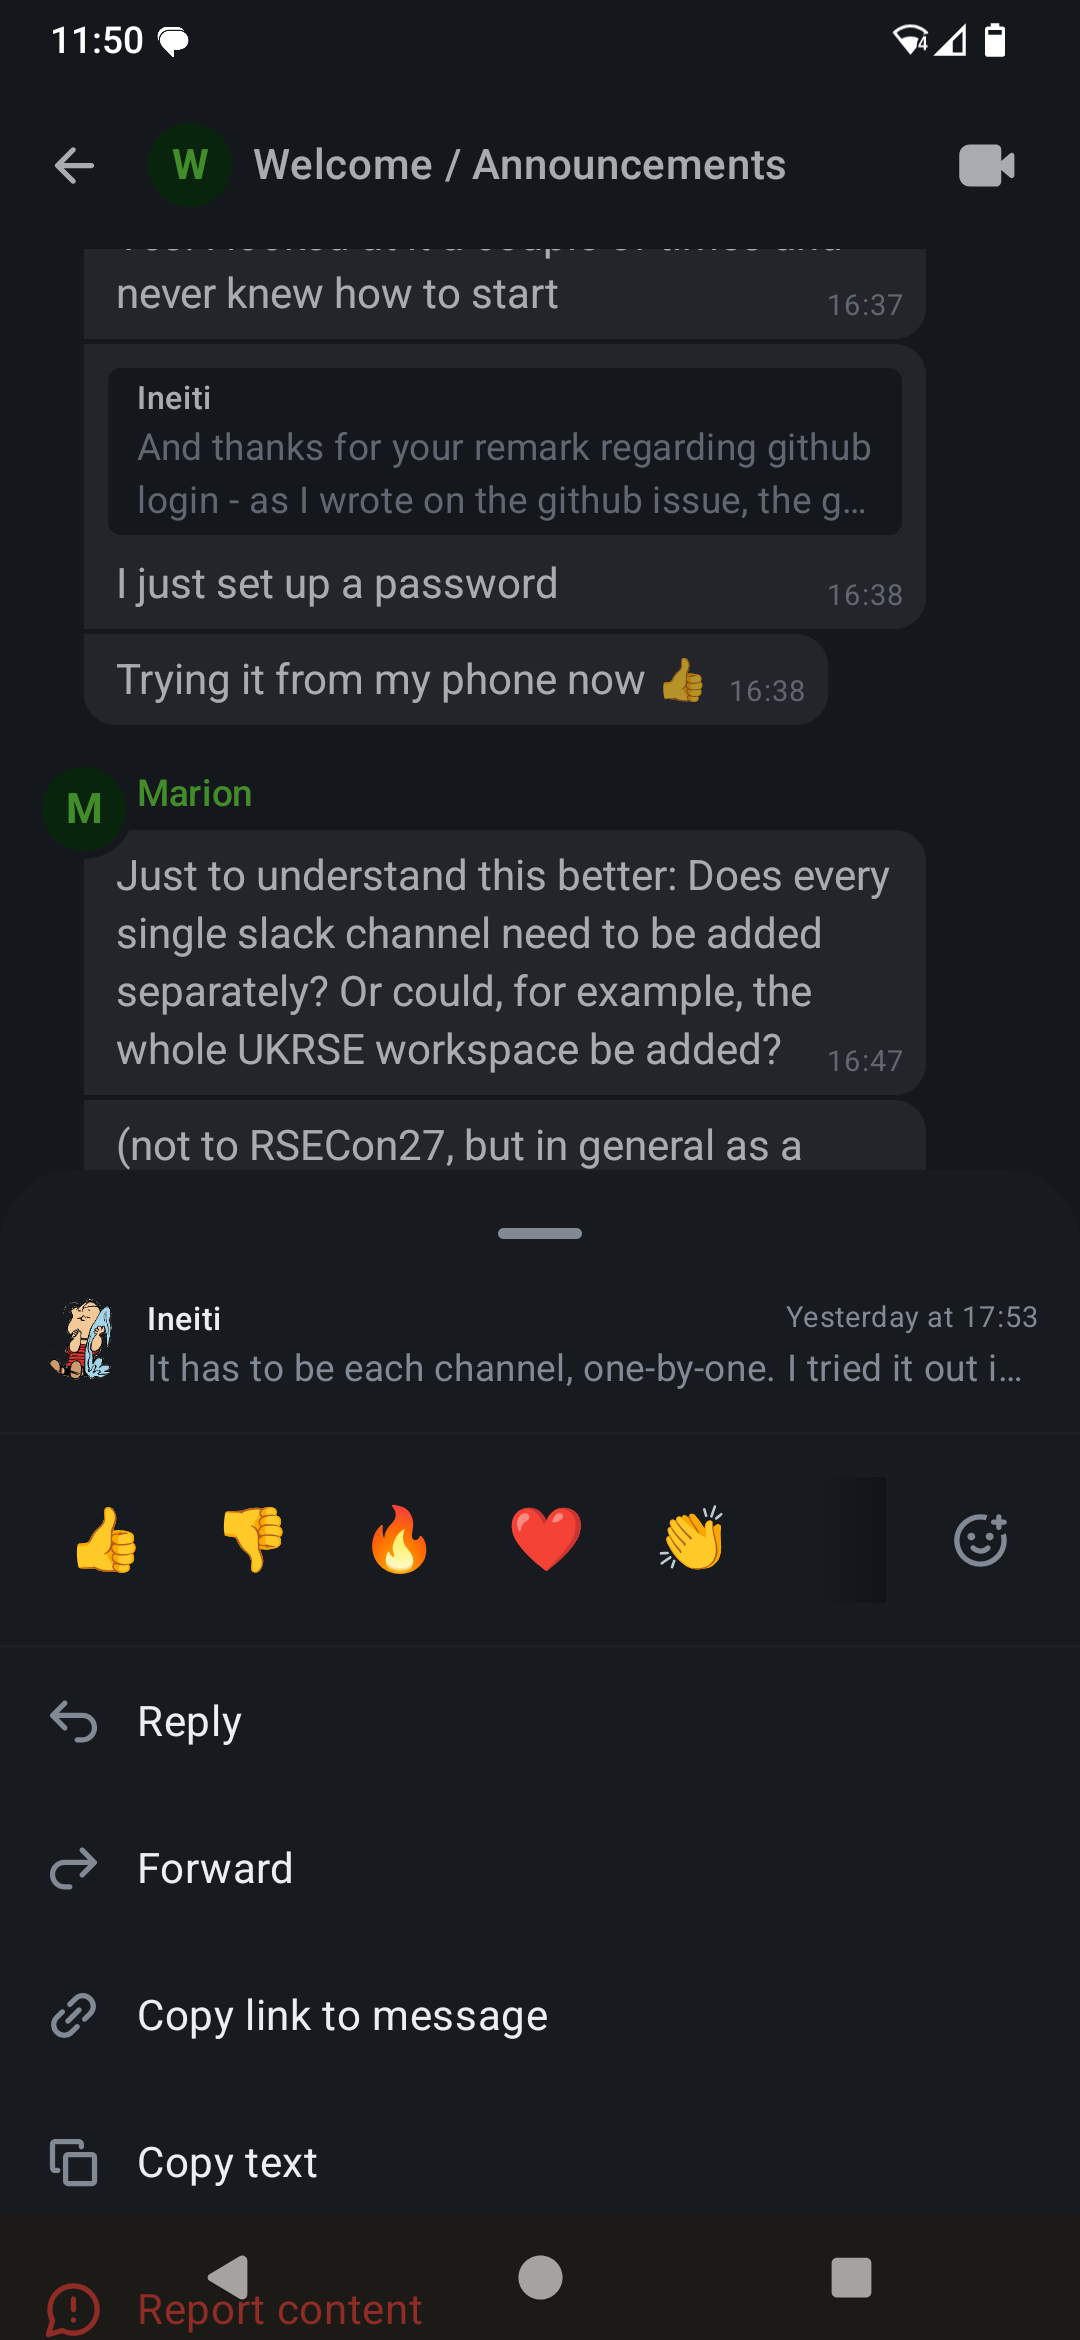 11:50
4
W
Welcome / Announcements
never knew how to start
16:37
Ineiti
And thanks for your remark regarding github
login - as I wrote on the github issue, the g...
I just set up a password
16:38
Trying it from my phone now 👍
16:38
M
Marion
Just to understand this better: Does every
single slack channel need to be added
separately? Or could, for example, the
whole UKRSE workspace be added?
16:47
(not to RSECon27, but in general as a
Ineiti
Yesterday at 17:53
It has to be each channel, one-by-one. I tried it out i...
Reply
Forward
Copy link to message
Copy text
Report content